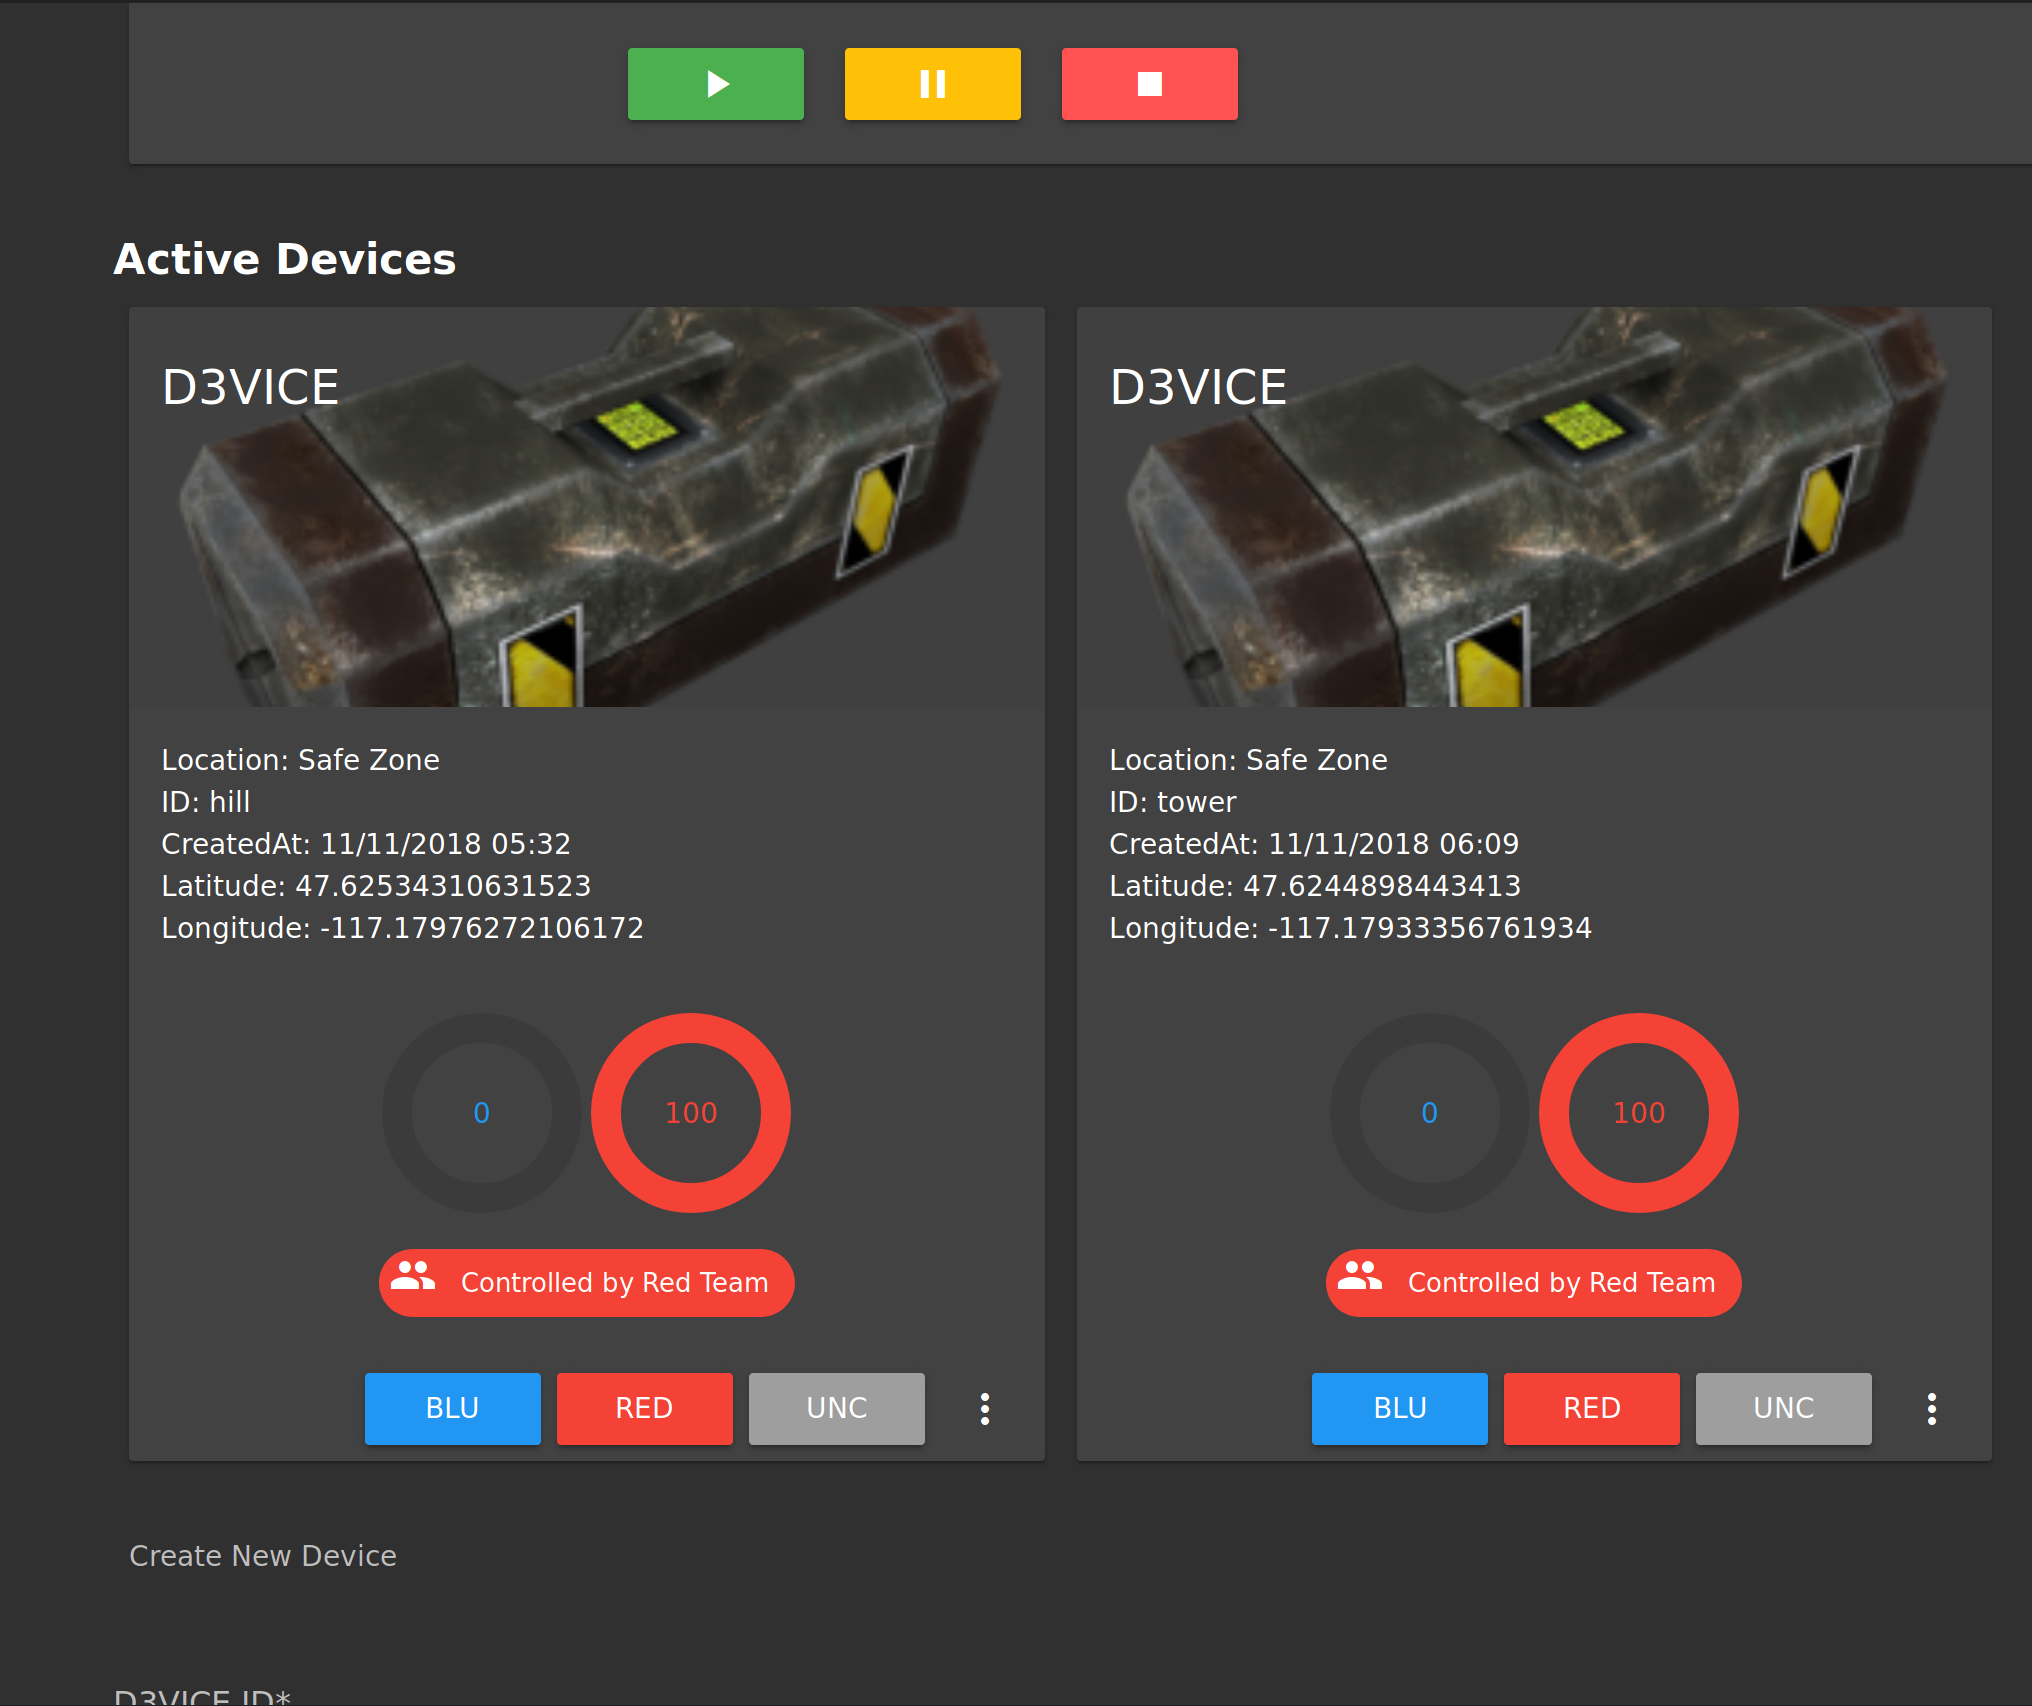 Active Devices
D3VICE
Location: Safe Zone
ID: hill
CreatedAt: 11/11/2018 05:32
Latitude: 47.62534310631523
Longitude: -117.17976272106172
0
100
Controlled by Red Team
BLU
RED
UNC
D3VICE
Location: Safe Zone
ID: tower
CreatedAt: 11/11/2018 06:09
Latitude: 47.6244898443413
Longitude: -117.17933356761934
0
100
Controlled by Red Team
BLU
RED
UNC
Create New Device
D3VICE ID*